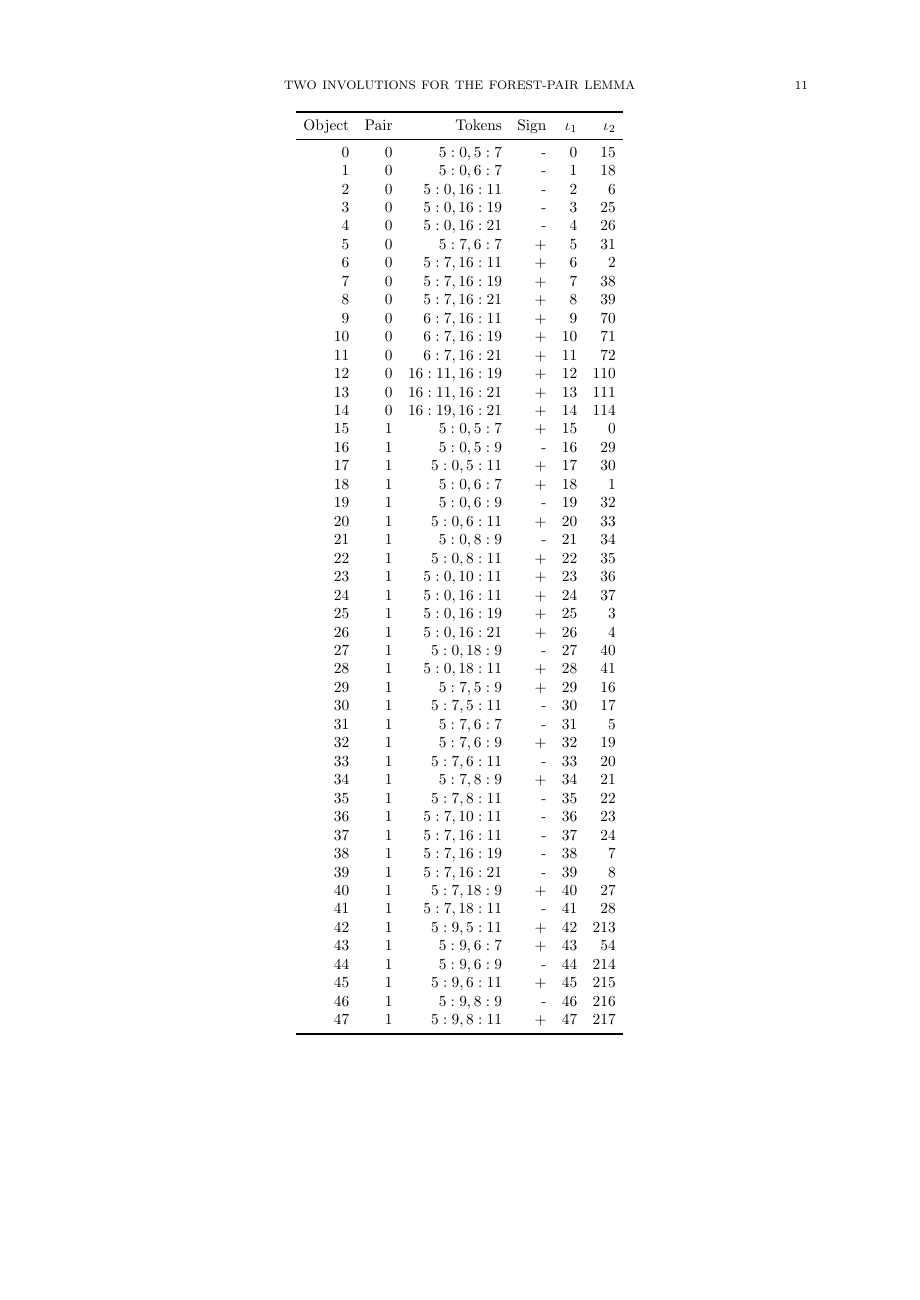 TWO INVOLUTIONS FOR THE FOREST-PAIR LEMMA 11
Object Pair Tokens Sign ι1 ι2
0 0 5 : 0, 5 : 7 - 0 15
1 0 5 : 0, 6 : 7 - 1 18
2 0 5 : 0, 16 : 11 - 2 6
3 0 5 : 0, 16 : 19 - 3 25
4 0 5 : 0, 16 : 21 - 4 26
5 0 5 : 7, 6 : 7 + 5 31
6 0 5 : 7, 16 : 11 + 6 2
7 0 5 : 7, 16 : 19 + 7 38
8 0 5 : 7, 16 : 21 + 8 39
9 0 6 : 7, 16 : 11 + 9 70
10 0 6 : 7, 16 : 19 + 10 71
11 0 6 : 7, 16 : 21 + 11 72
12 0 16 : 11, 16 : 19 + 12 110
13 0 16 : 11, 16 : 21 + 13 111
14 0 16 : 19, 16 : 21 + 14 114
15 1 5 : 0, 5 : 7 + 15 0
16 1 5 : 0, 5 : 9 - 16 29
17 1 5 : 0, 5 : 11 + 17 30
18 1 5 : 0, 6 : 7 + 18 1
19 1 5 : 0, 6 : 9 - 19 32
20 1 5 : 0, 6 : 11 + 20 33
21 1 5 : 0, 8 : 9 - 21 34
22 1 5 : 0, 8 : 11 + 22 35
23 1 5 : 0, 10 : 11 + 23 36
24 1 5 : 0, 16 : 11 + 24 37
25 1 5 : 0, 16 : 19 + 25 3
26 1 5 : 0, 16 : 21 + 26 4
27 1 5 : 0, 18 : 9 - 27 40
28 1 5 : 0, 18 : 11 + 28 41
29 1 5 : 7, 5 : 9 + 29 16
30 1 5 : 7, 5 : 11 - 30 17
31 1 5 : 7, 6 : 7 - 31 5
32 1 5 : 7, 6 : 9 + 32 19
33 1 5 : 7, 6 : 11 - 33 20
34 1 5 : 7, 8 : 9 + 34 21
35 1 5 : 7, 8 : 11 - 35 22
36 1 5 : 7, 10 : 11 - 36 23
37 1 5 : 7, 16 : 11 - 37 24
38 1 5 : 7, 16 : 19 - 38 7
39 1 5 : 7, 16 : 21 - 39 8
40 1 5 : 7, 18 : 9 + 40 27
41 1 5 : 7, 18 : 11 - 41 28
42 1 5 : 9, 5 : 11 + 42 213
43 1 5 : 9, 6 : 7 + 43 54
44 1 5 : 9, 6 : 9 - 44 214
45 1 5 : 9, 6 : 11 + 45 215
46 1 5 : 9, 8 : 9 - 46 216
47 1 5 : 9, 8 : 11 + 47 217